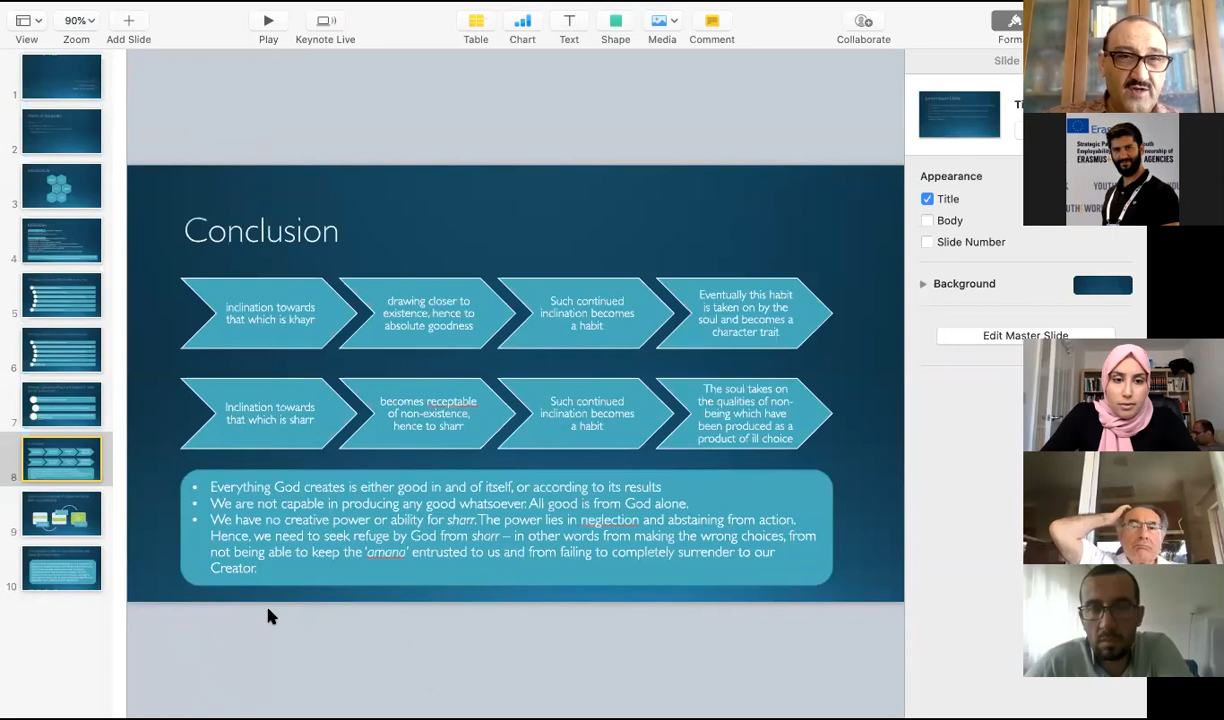 View
90%
Zoom
Add Slide
Play
Keynote Live
Table
Chart
Text
Shape
Media
Comment
Collaborate
Form
Slide
1
2
3
4
5
6
7
8
9
10
Conclusion
inclination towards
that which is khayr
drawing closer to
existence, hence to
absolute goodness
Such continued
inclination becomes
a habit
Eventually this habit
is taken on by the
soul and becomes a
character trait
Inclination towards
that which is sharr
becomes receptable
of non-existence,
hence to sharr
Such continued
inclination becomes
a habit
The soul takes on
the qualities of non-
being which have
been produced as a
product of ill choice
• Everything God creates is either good in and of itself, or according to its results
• We are not capable in producing any good whatsoever. All good is from God alone.
• We have no creative power or ability for sharr. The power lies in neglection and abstaining from action.
Hence, we need to seek refuge by God from sharr – in other words from making the wrong choices, from
not being able to keep the 'amana' entrusted to us and from failing to completely surrender to our
Creator.
Appearance
Title
Body
Slide Number
Background
Edit Master Slide
Strategic Pa
Employability
ERASMUS
AGENCIES